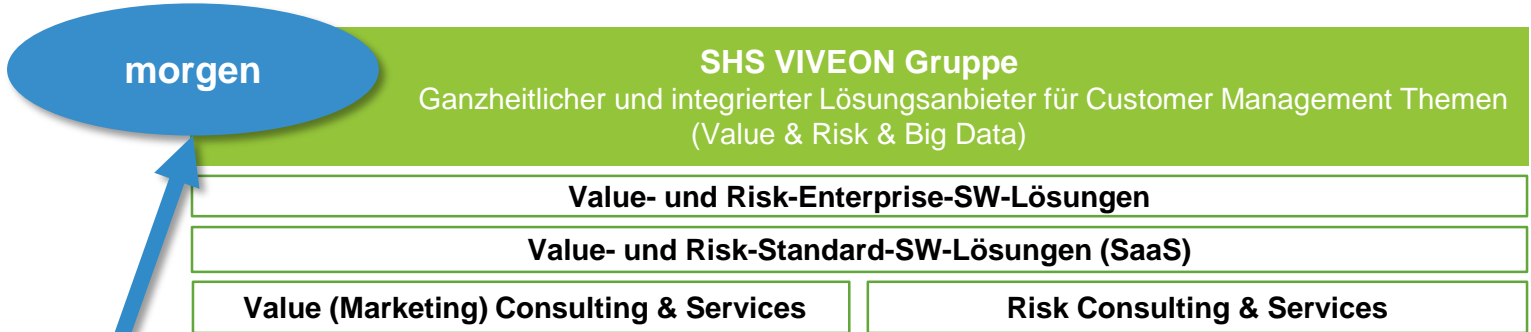 morgen
SHS VIVEON Gruppe
Ganzheitlicher und integrierter Lösungsanbieter für Customer Management Themen
(Value & Risk & Big Data)
Value- und Risk-Enterprise-SW-Lösungen
Value- und Risk-Standard-SW-Lösungen (SaaS)
Value (Marketing) Consulting & Services
Risk Consulting & Services